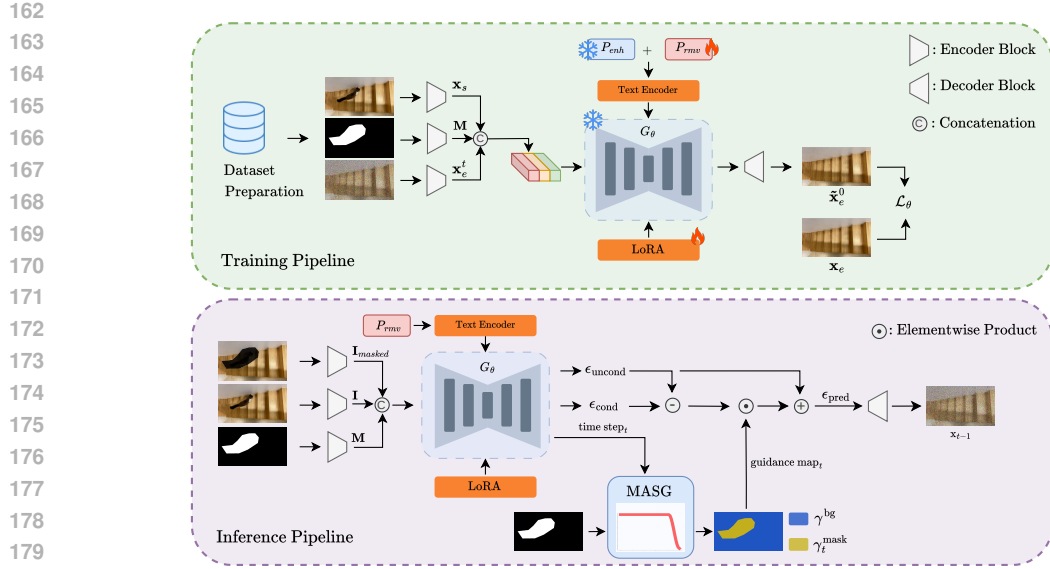 162
163
164
165
166
167
168
169
170
171
172
173
174
175
176
177
178
179
P_enh + P_rmv
Text Encoder
G_θ
LoRA
x_s
M
x_e^t
C
Dataset
Preparation
x̃_e^0
x_e
ℒ_θ
: Encoder Block
: Decoder Block
C : Concatenation
Training Pipeline
P_rmv
Text Encoder
G_θ
LoRA
I_masked
I
M
C
ϵ_uncond
ϵ_cond
time step_t
-
+
ϵ_pred
x_{t−1}
: Elementwise Product
guidance map_t
MASG
γ^bg
γ_t^mask
Inference Pipeline